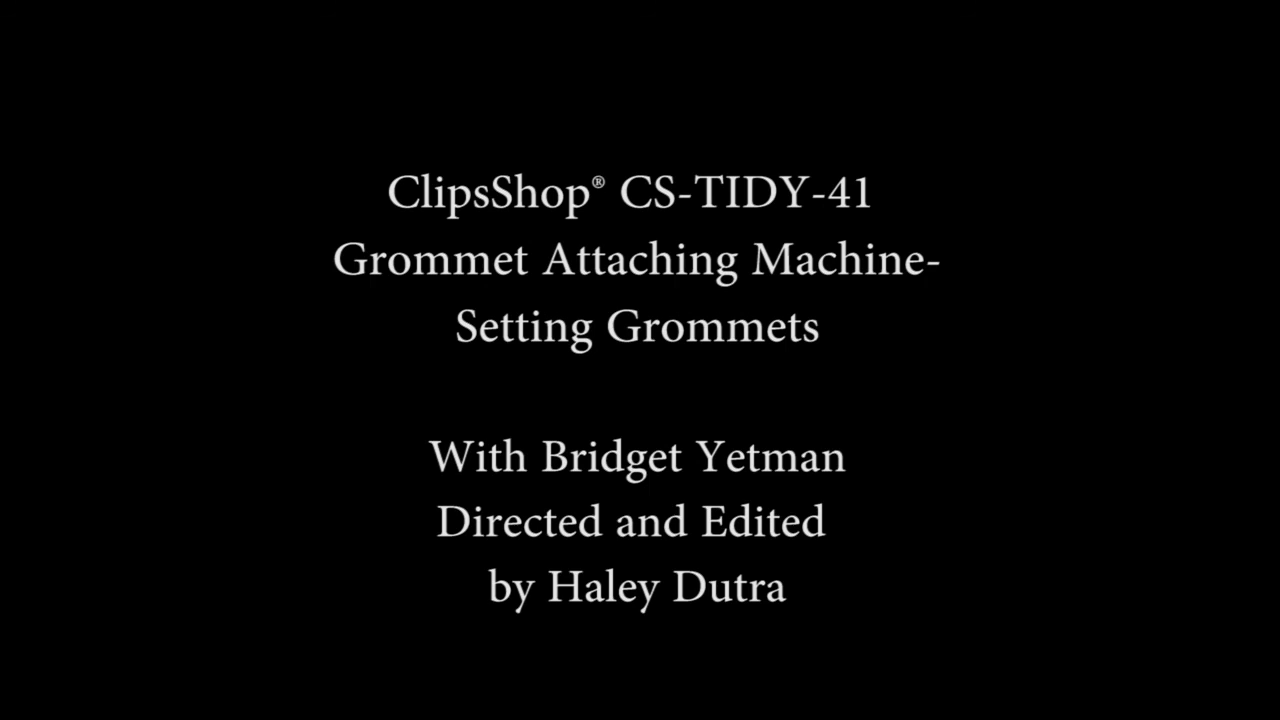 ClipsShop® CS-TIDY-41
Grommet Attaching Machine-
Setting Grommets
With Bridget Yetman
Directed and Edited
by Haley Dutra